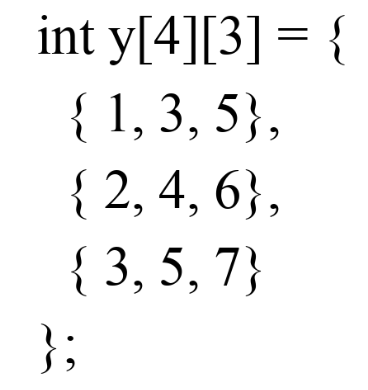 int y[4][3] = {
{ 1, 3, 5},
{ 2, 4, 6},
{ 3, 5, 7}
};